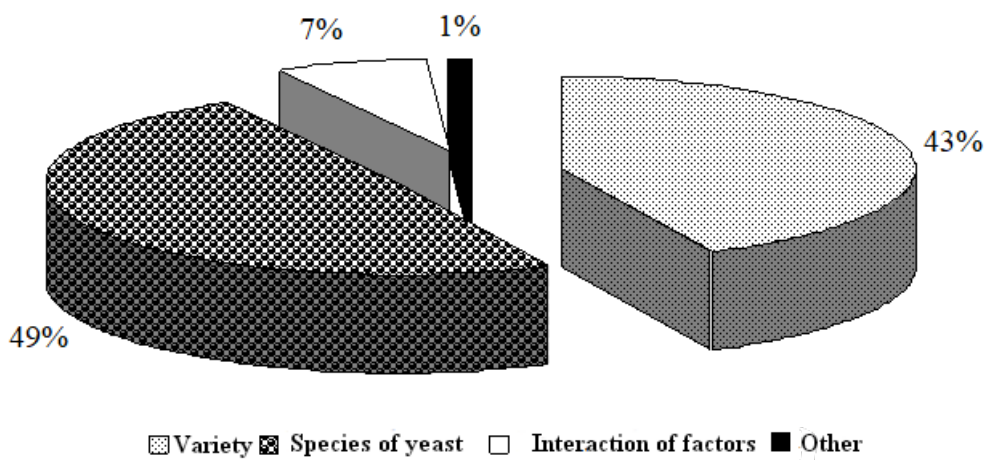 7% 1%
43%
49%
Variety Species of yeast Interaction of factors Other